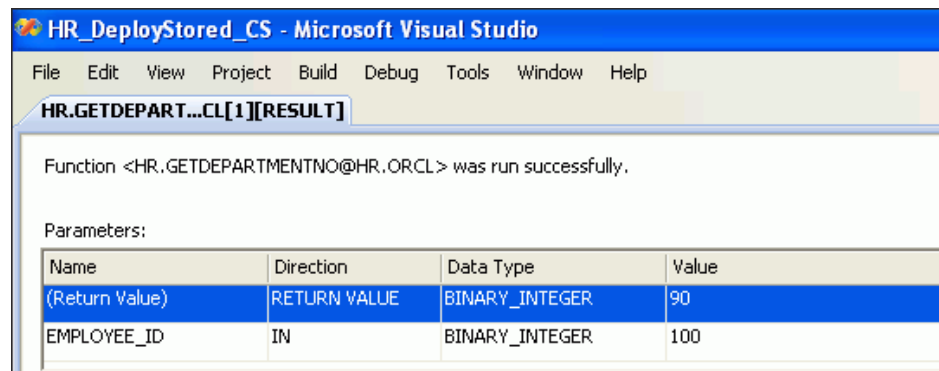 HR_DeployStored_CS - Microsoft Visual Studio
File Edit View Project Build Debug Tools Window Help
HR.GETDEPART...CL[1][RESULT]
Function <HR.GETDEPARTMENTNO@HR.ORCL> was run successfully.
Parameters:
Name Direction Data Type Value
(Return Value) RETURN VALUE BINARY_INTEGER 90
EMPLOYEE_ID IN BINARY_INTEGER 100